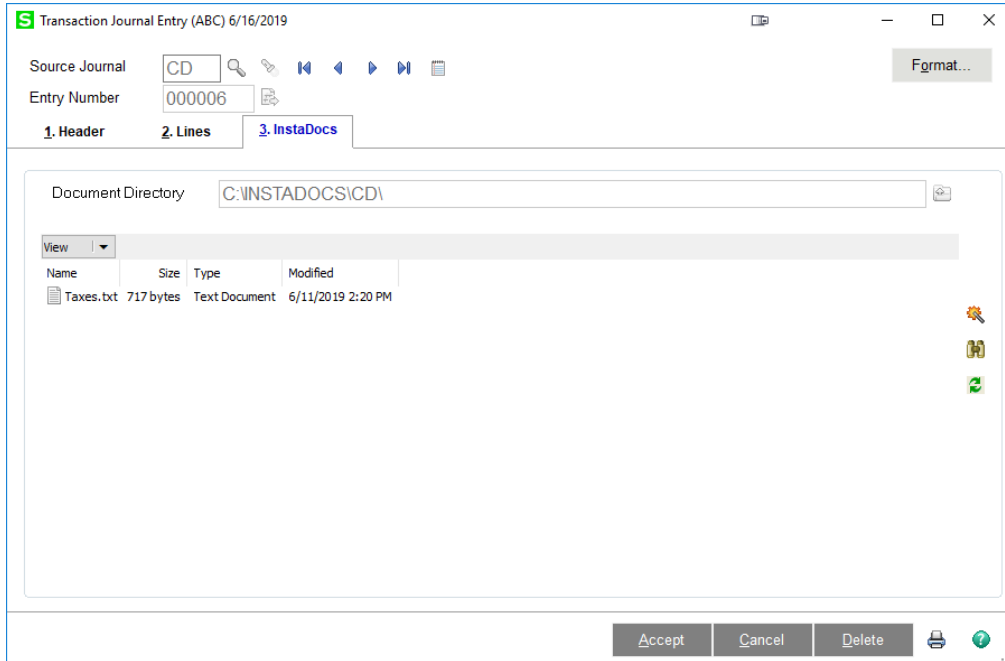 S Transaction Journal Entry (ABC) 6/16/2019
Source Journal CD Format...
Entry Number 000006
1. Header 2. Lines 3. InstaDocs
Document Directory C:\INSTADOCS\CD\
View
Name Size Type Modified
Taxes.txt 717 bytes Text Document 6/11/2019 2:20 PM
Accept Cancel Delete ?